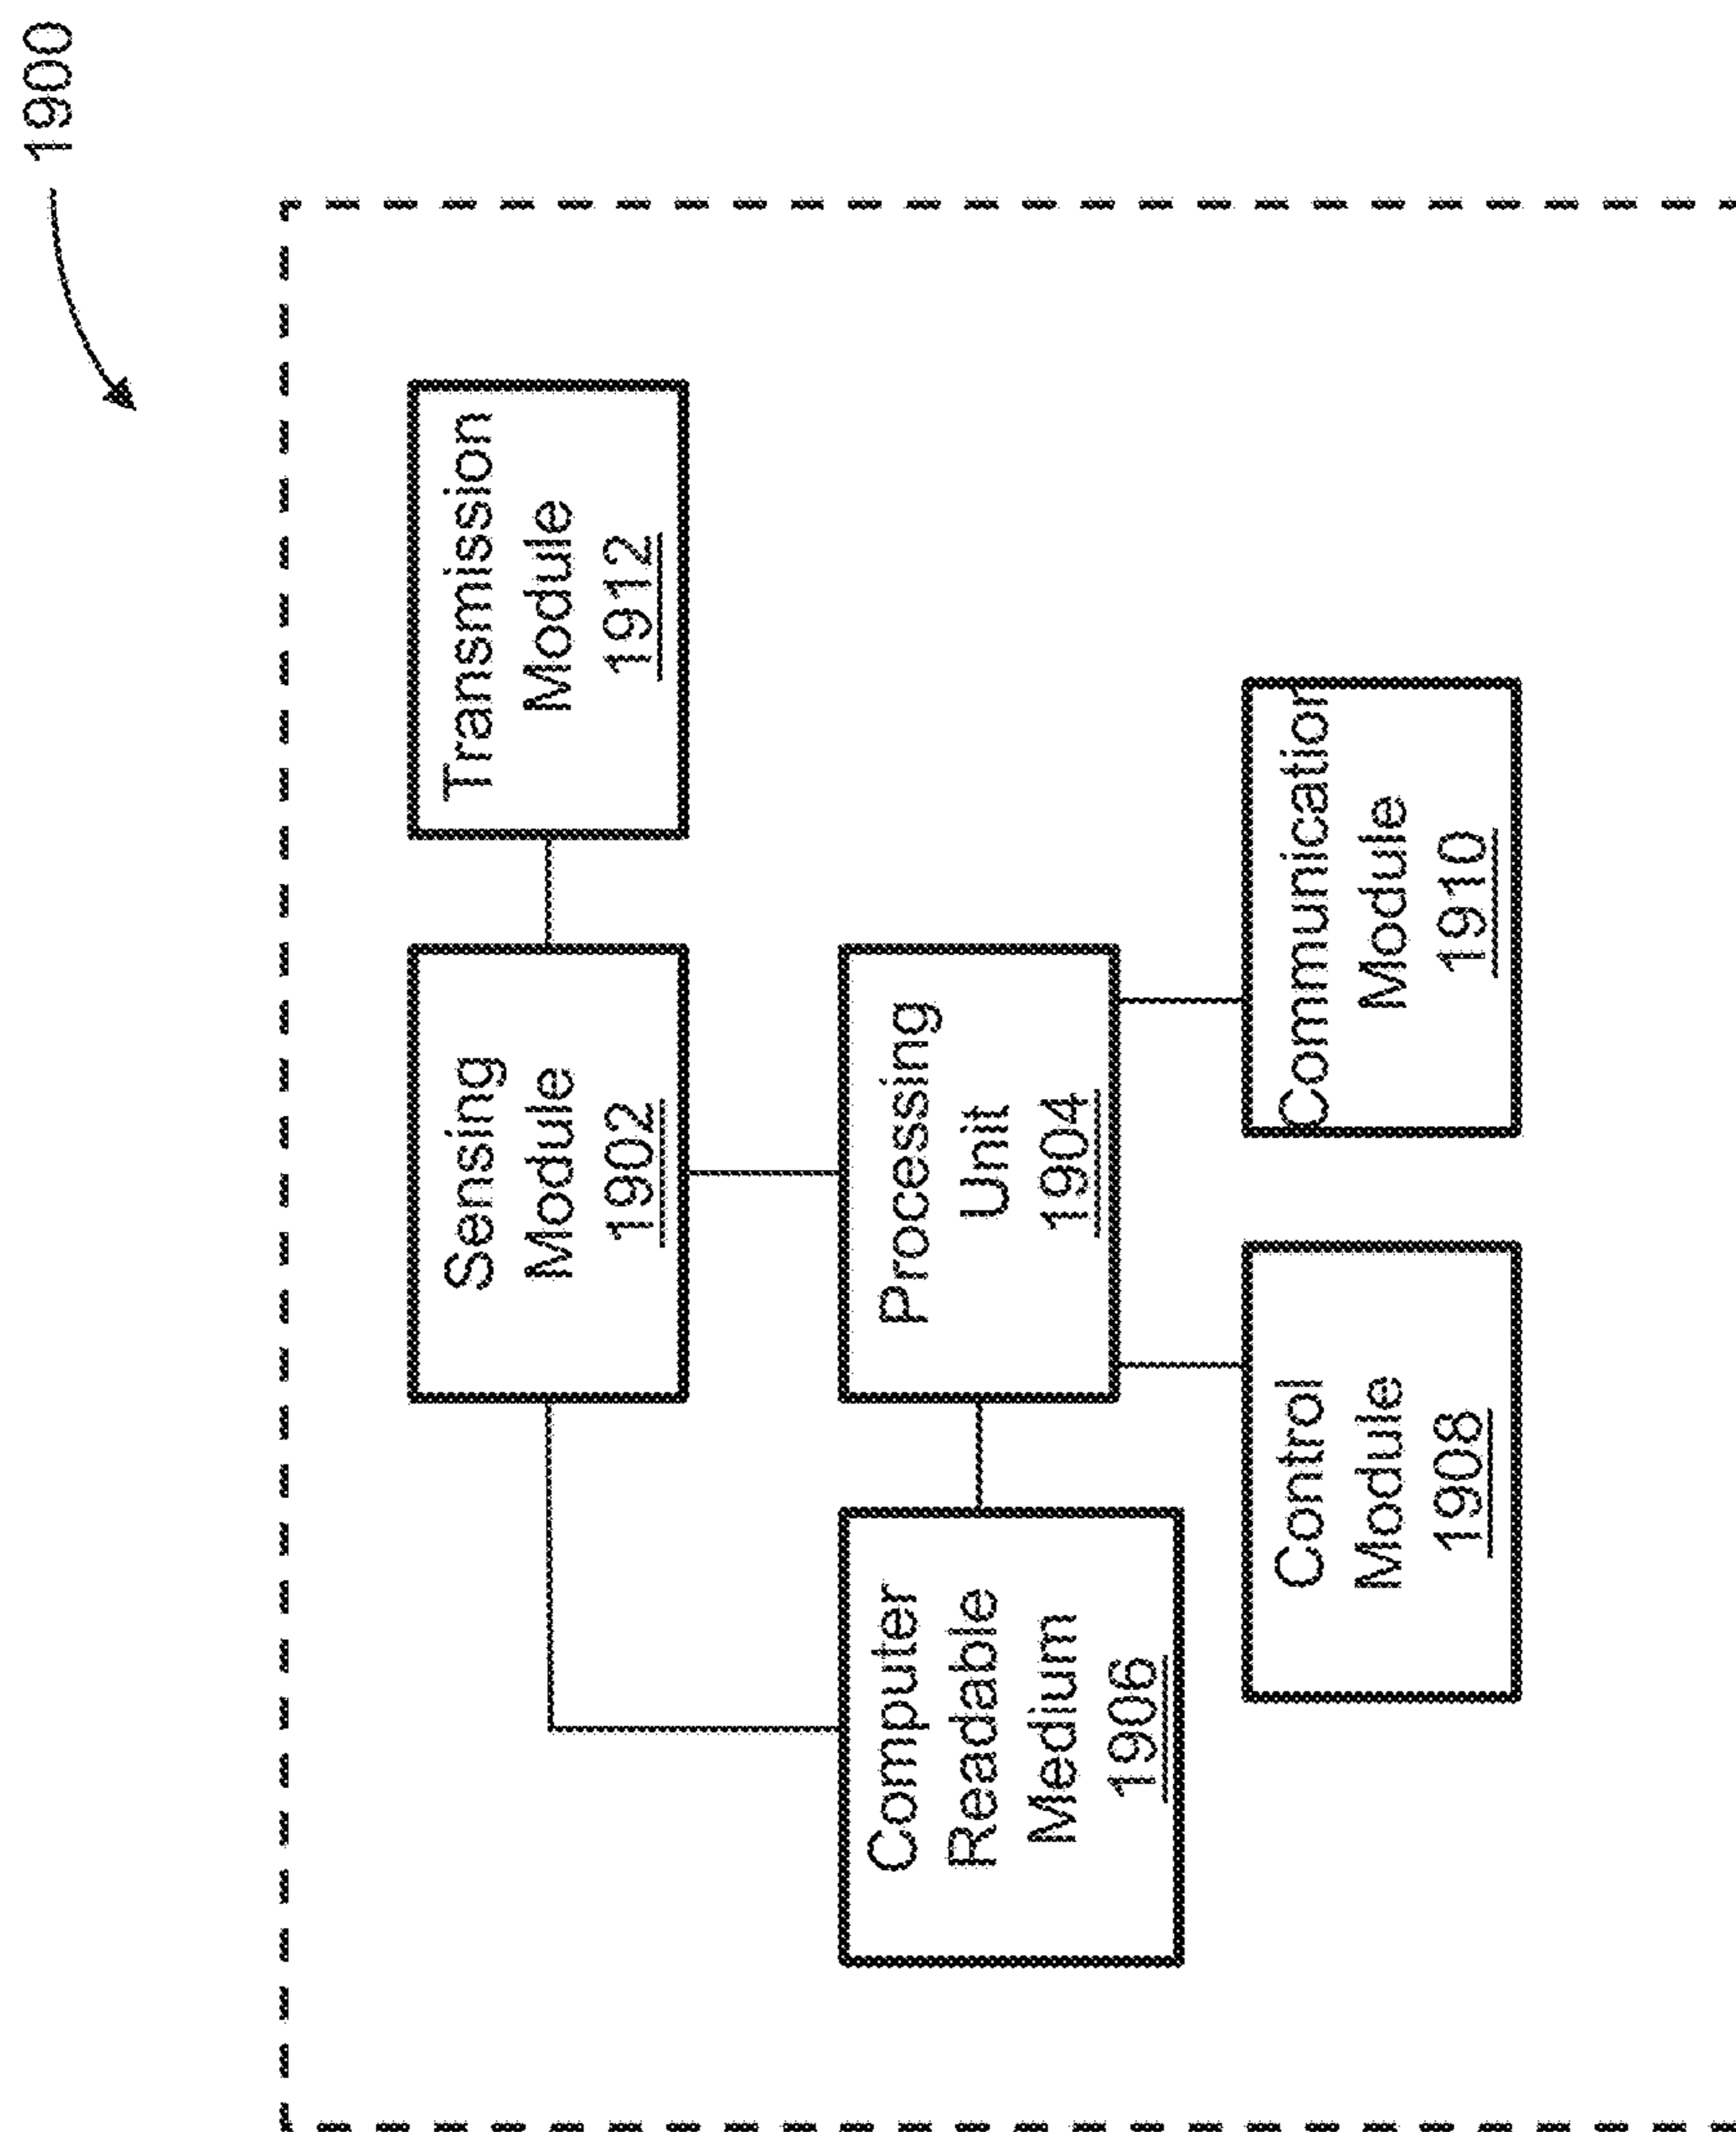 1900
Sensing
Module
1902
Transmission
Module
1912
Computer
Readable
Medium
1906
Processing
Unit
1904
Control
Module
1908
Communication
Module
1910